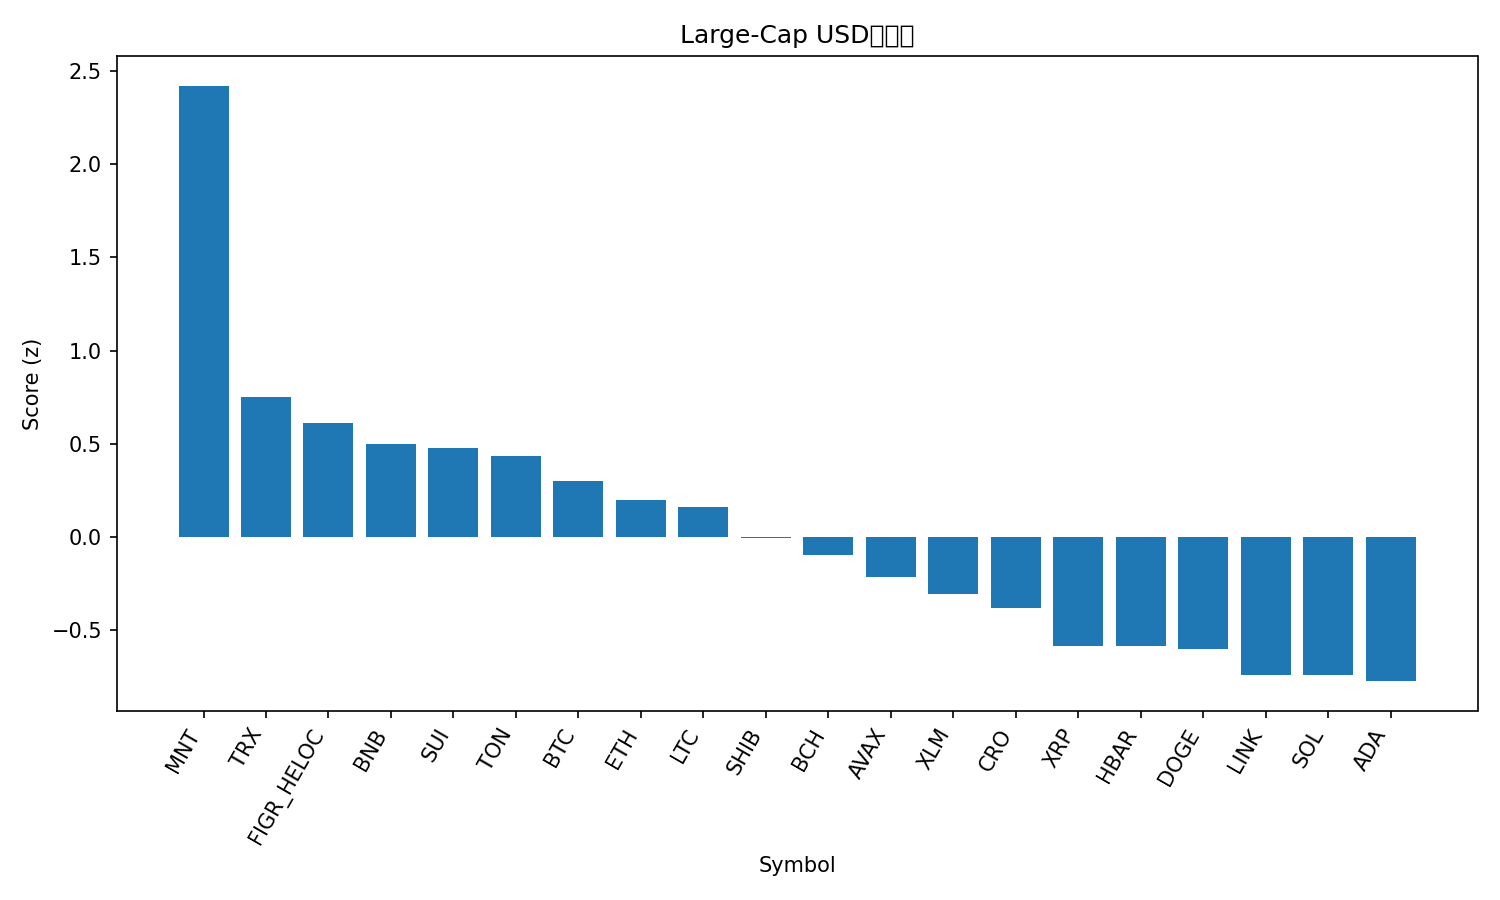 Large-Cap USD
2.5
2.0
1.5
1.0
0.5
0.0
−0.5
Score (z)
MNT
TRX
FIGR_HELOC
BNB
SUI
TON
BTC
ETH
LTC
SHIB
BCH
AVAX
XLM
CRO
XRP
HBAR
DOGE
LINK
SOL
ADA
Symbol